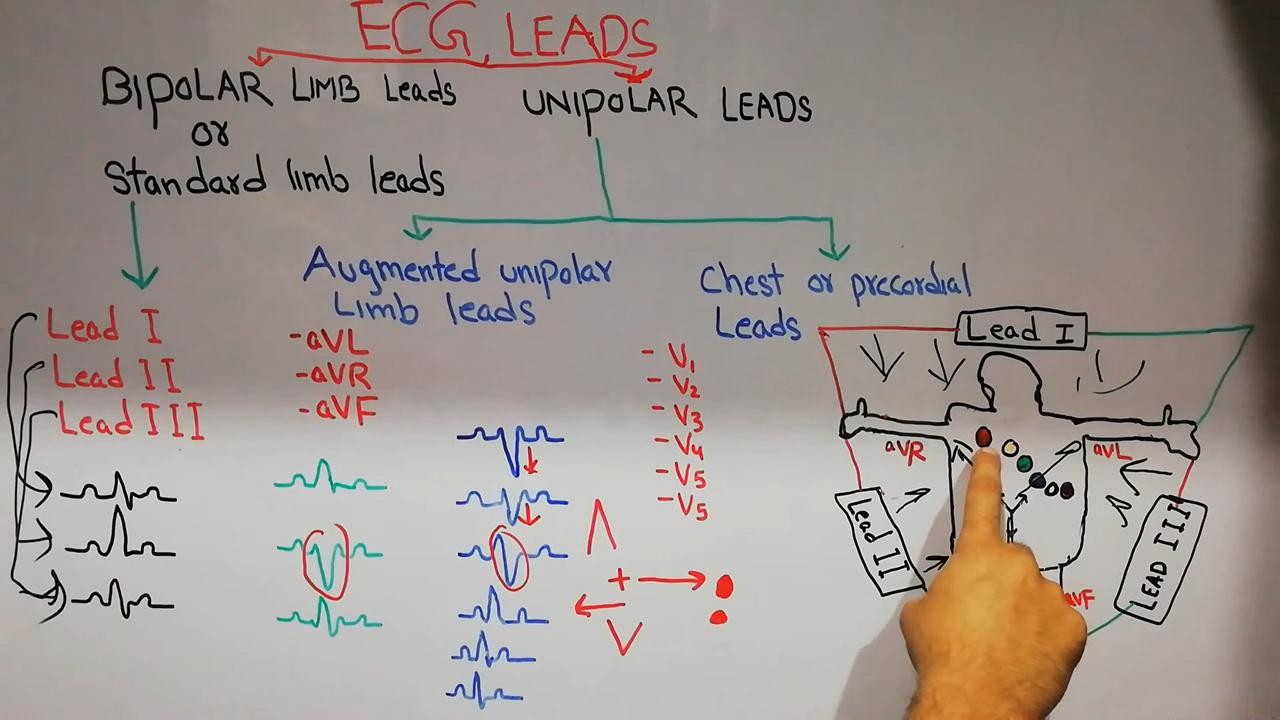 ECG LEADS
BIPOLAR LIMB Leads
or
Standard limb leads
UNIPOLAR LEADS
Augmented unipolar
Limb leads
Chest or precordial
Leads
Lead I
Lead II
Lead III
- aVL
- aVR
- aVF
- V1
- V2
- V3
- V4
- V5
- V5
+
Lead I
aVR
aVL
Lead II
LEAD III
aVF